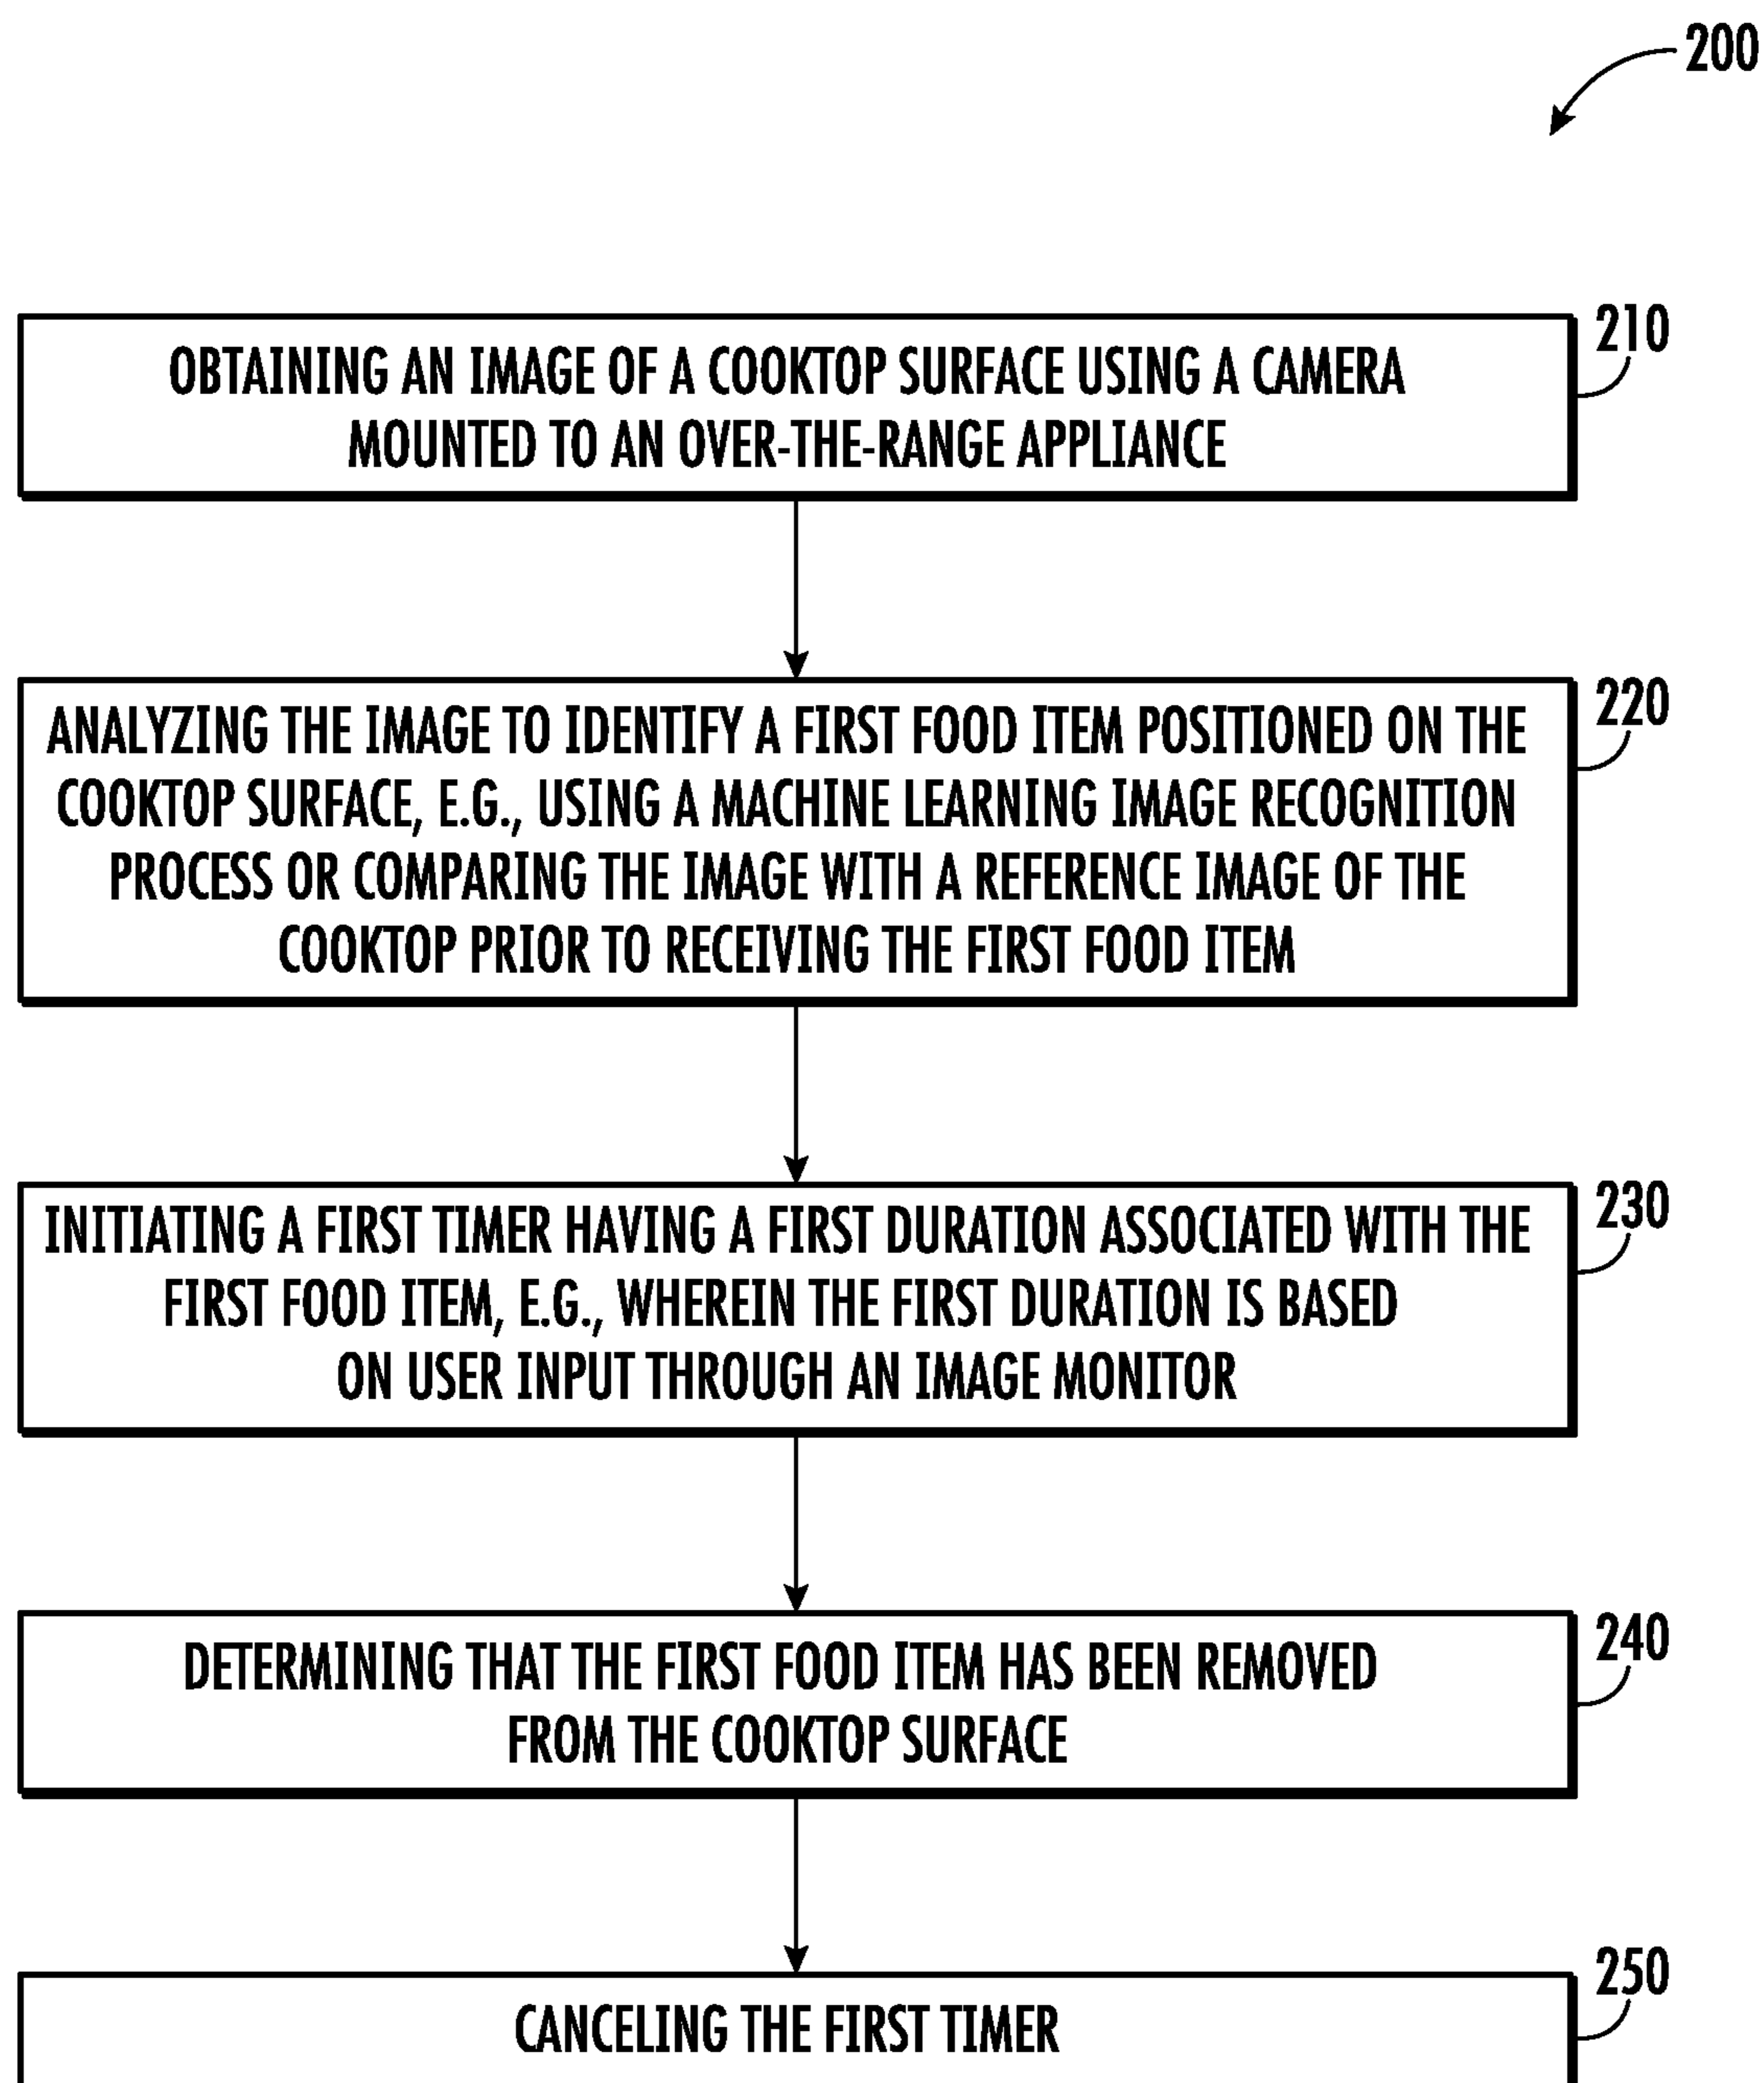 200
210
OBTAINING AN IMAGE OF A COOKTOP SURFACE USING A CAMERA
MOUNTED TO AN OVER-THE-RANGE APPLIANCE
220
ANALYZING THE IMAGE TO IDENTIFY A FIRST FOOD ITEM POSITIONED ON THE
COOKTOP SURFACE, E.G., USING A MACHINE LEARNING IMAGE RECOGNITION
PROCESS OR COMPARING THE IMAGE WITH A REFERENCE IMAGE OF THE
COOKTOP PRIOR TO RECEIVING THE FIRST FOOD ITEM
230
INITIATING A FIRST TIMER HAVING A FIRST DURATION ASSOCIATED WITH THE
FIRST FOOD ITEM, E.G., WHEREIN THE FIRST DURATION IS BASED
ON USER INPUT THROUGH AN IMAGE MONITOR
240
DETERMINING THAT THE FIRST FOOD ITEM HAS BEEN REMOVED
FROM THE COOKTOP SURFACE
250
CANCELING THE FIRST TIMER